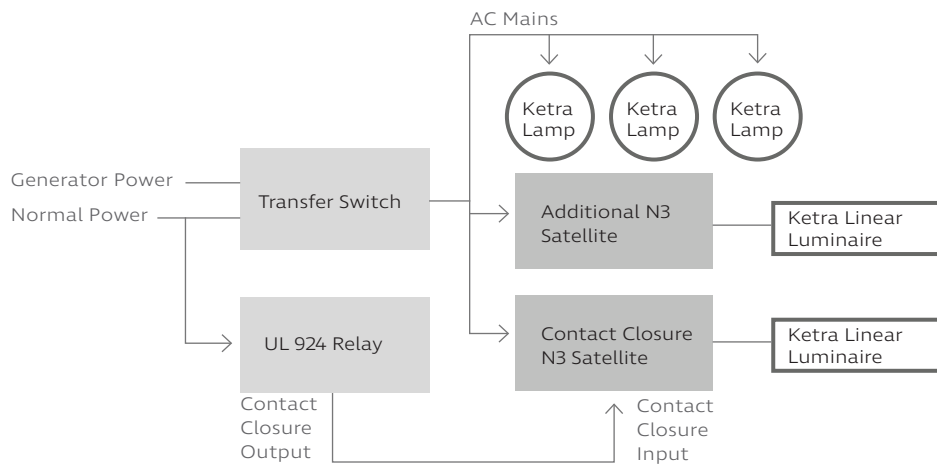 AC Mains
Ketra
Lamp
Ketra
Lamp
Ketra
Lamp
Generator Power
Normal Power
Transfer Switch
Additional N3
Satellite
Ketra Linear
Luminaire
UL 924 Relay
Contact Closure
N3 Satellite
Ketra Linear
Luminaire
Contact
Closure
Output
Contact
Closure
Input